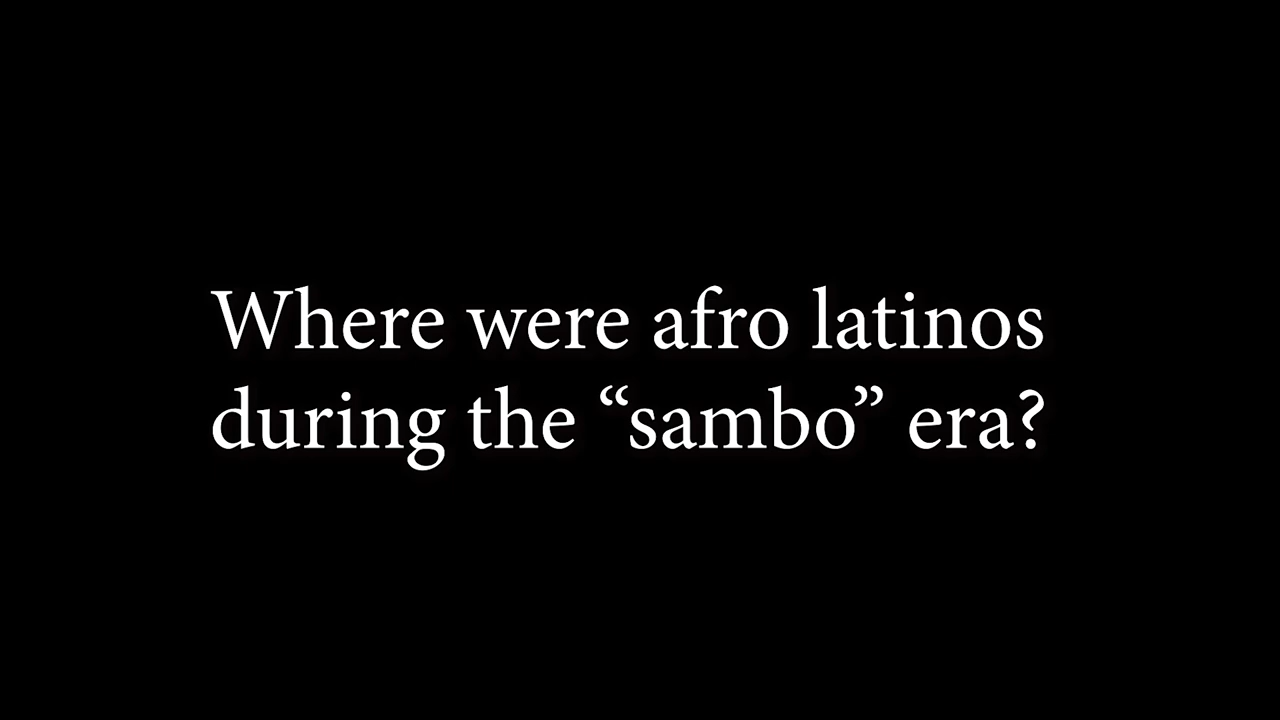 Where were afro latinos
during the “sambo” era?